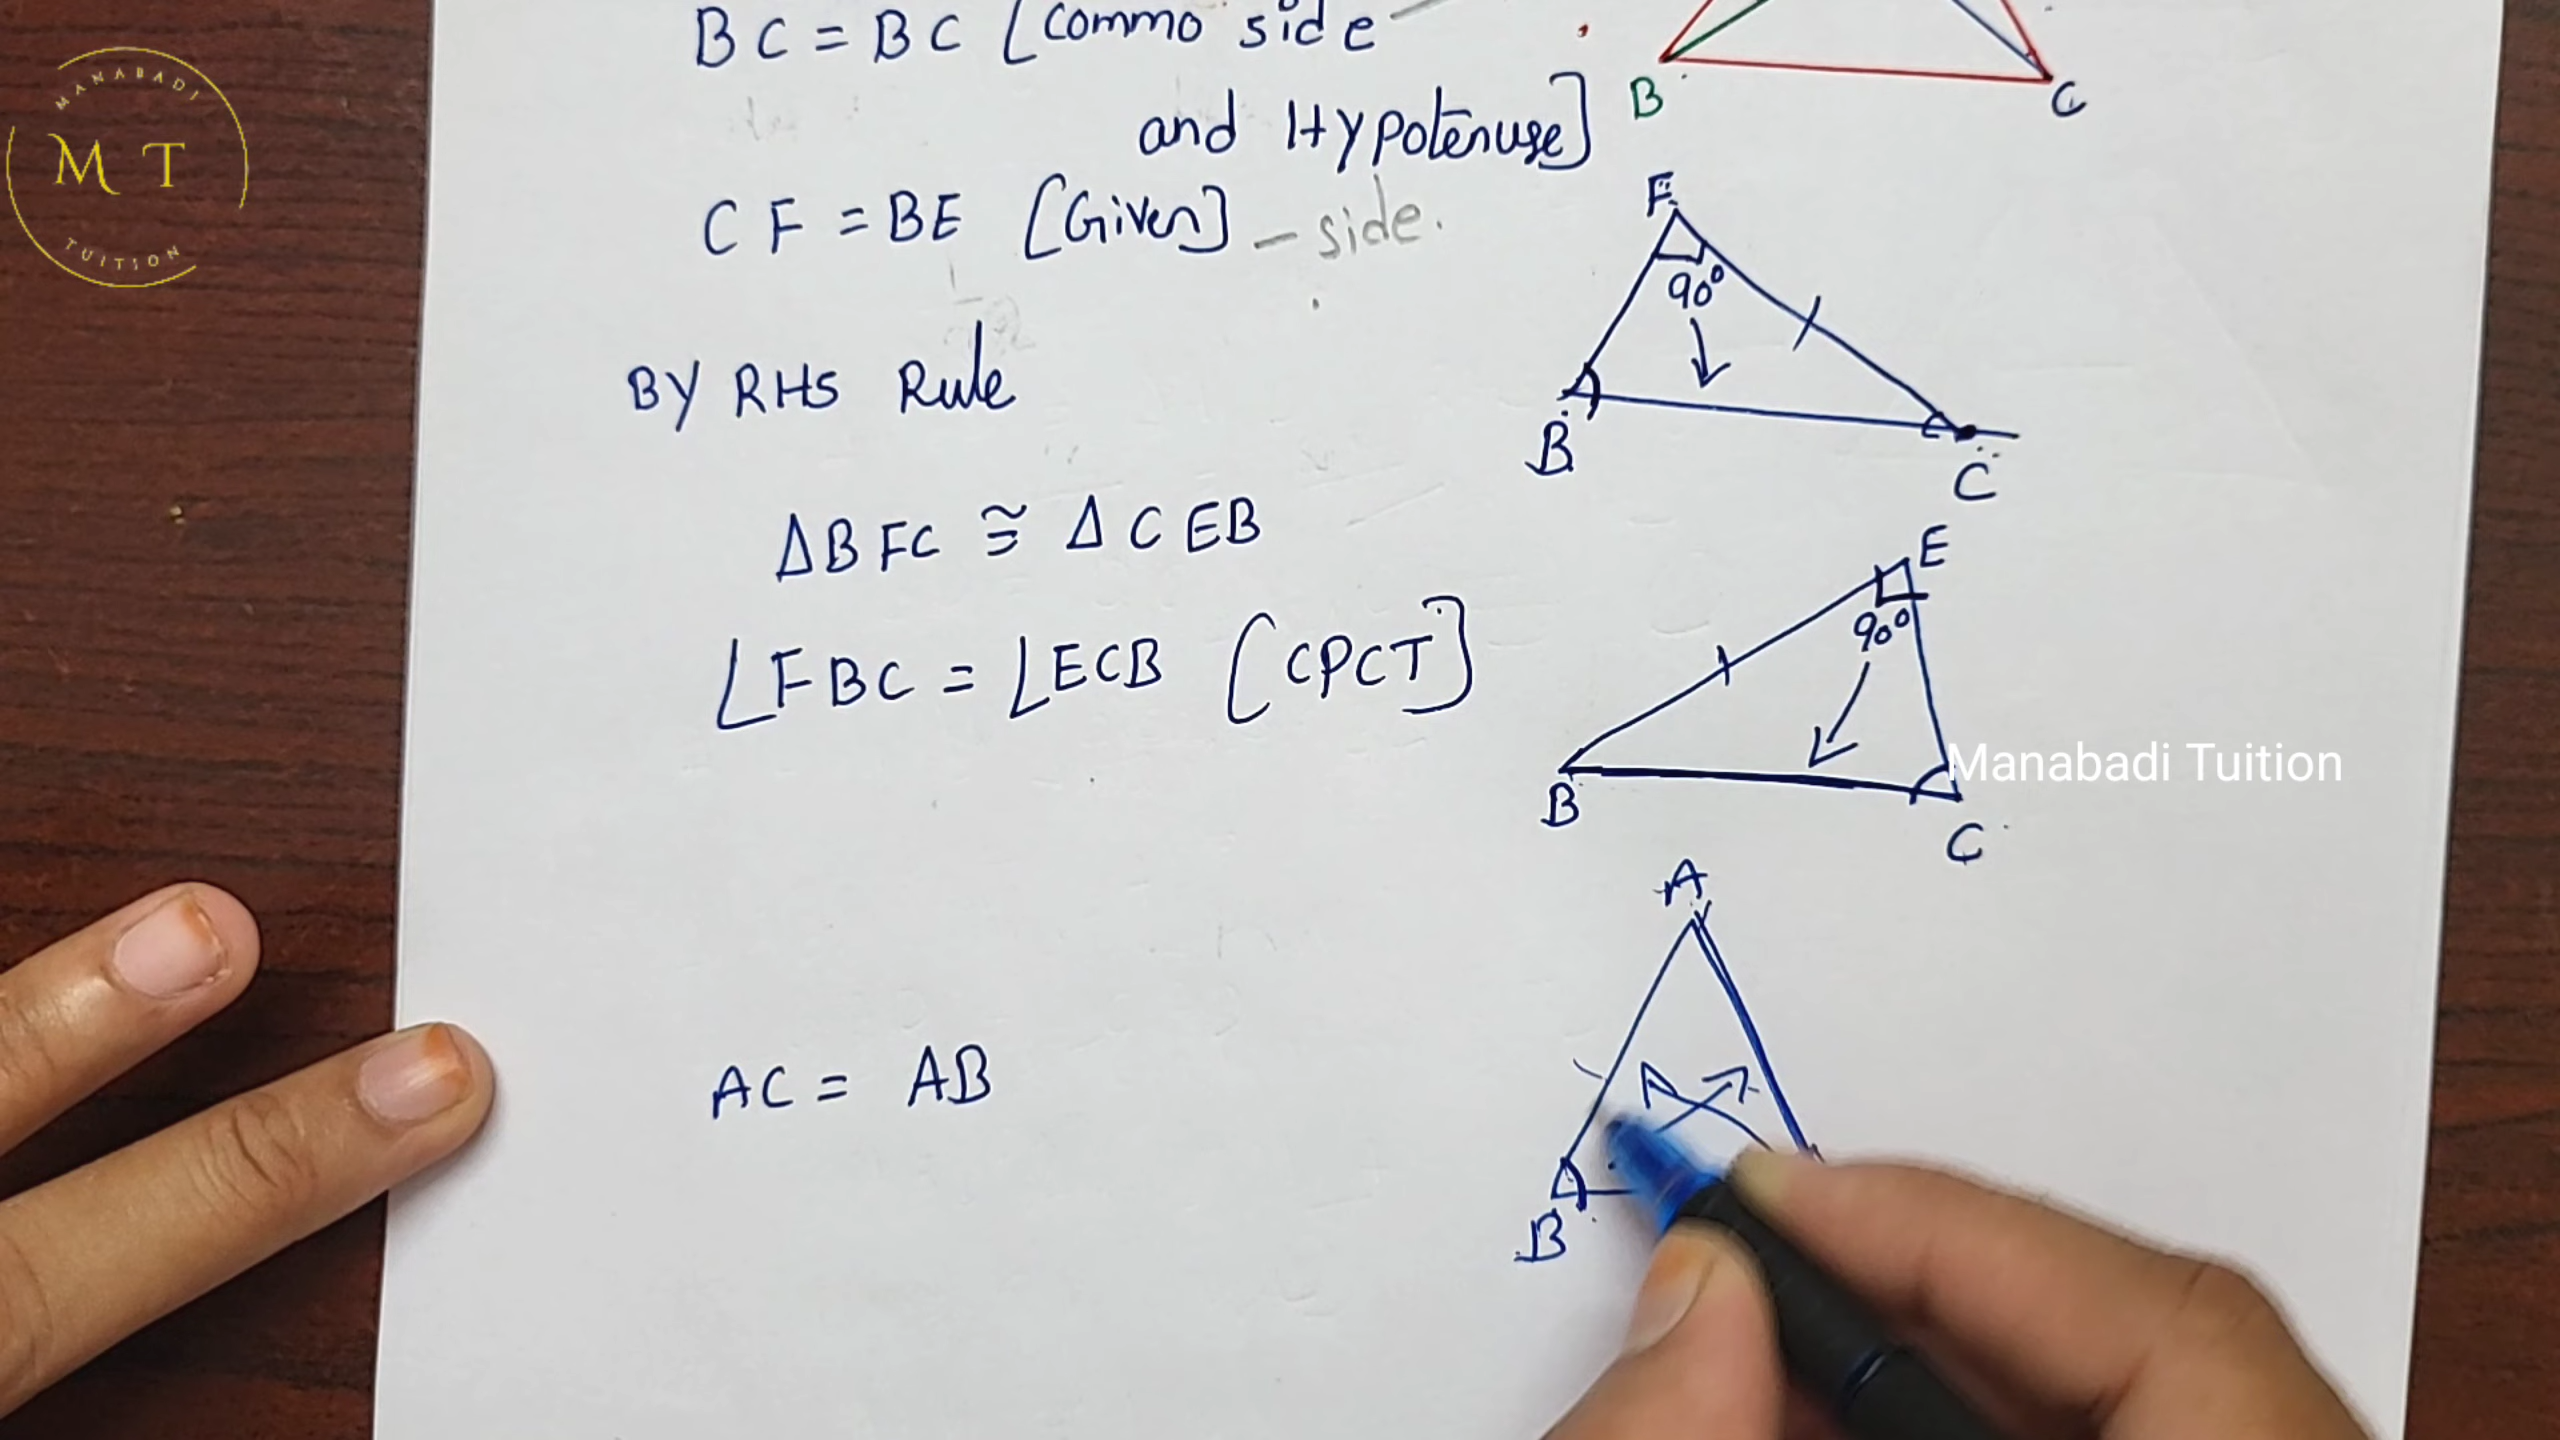 MANABADI
M T
TUITION
BC = BC [Commo side
and Hypotenuse]
CF = BE [Given] - side.
BY RHS Rule
ΔBFC ≅ ΔCEB
∠FBC = ∠ECB [CPCT]
AC = AB
B
C
F
90°
B
C
E
90°
B
C
Manabadi Tuition
A
B